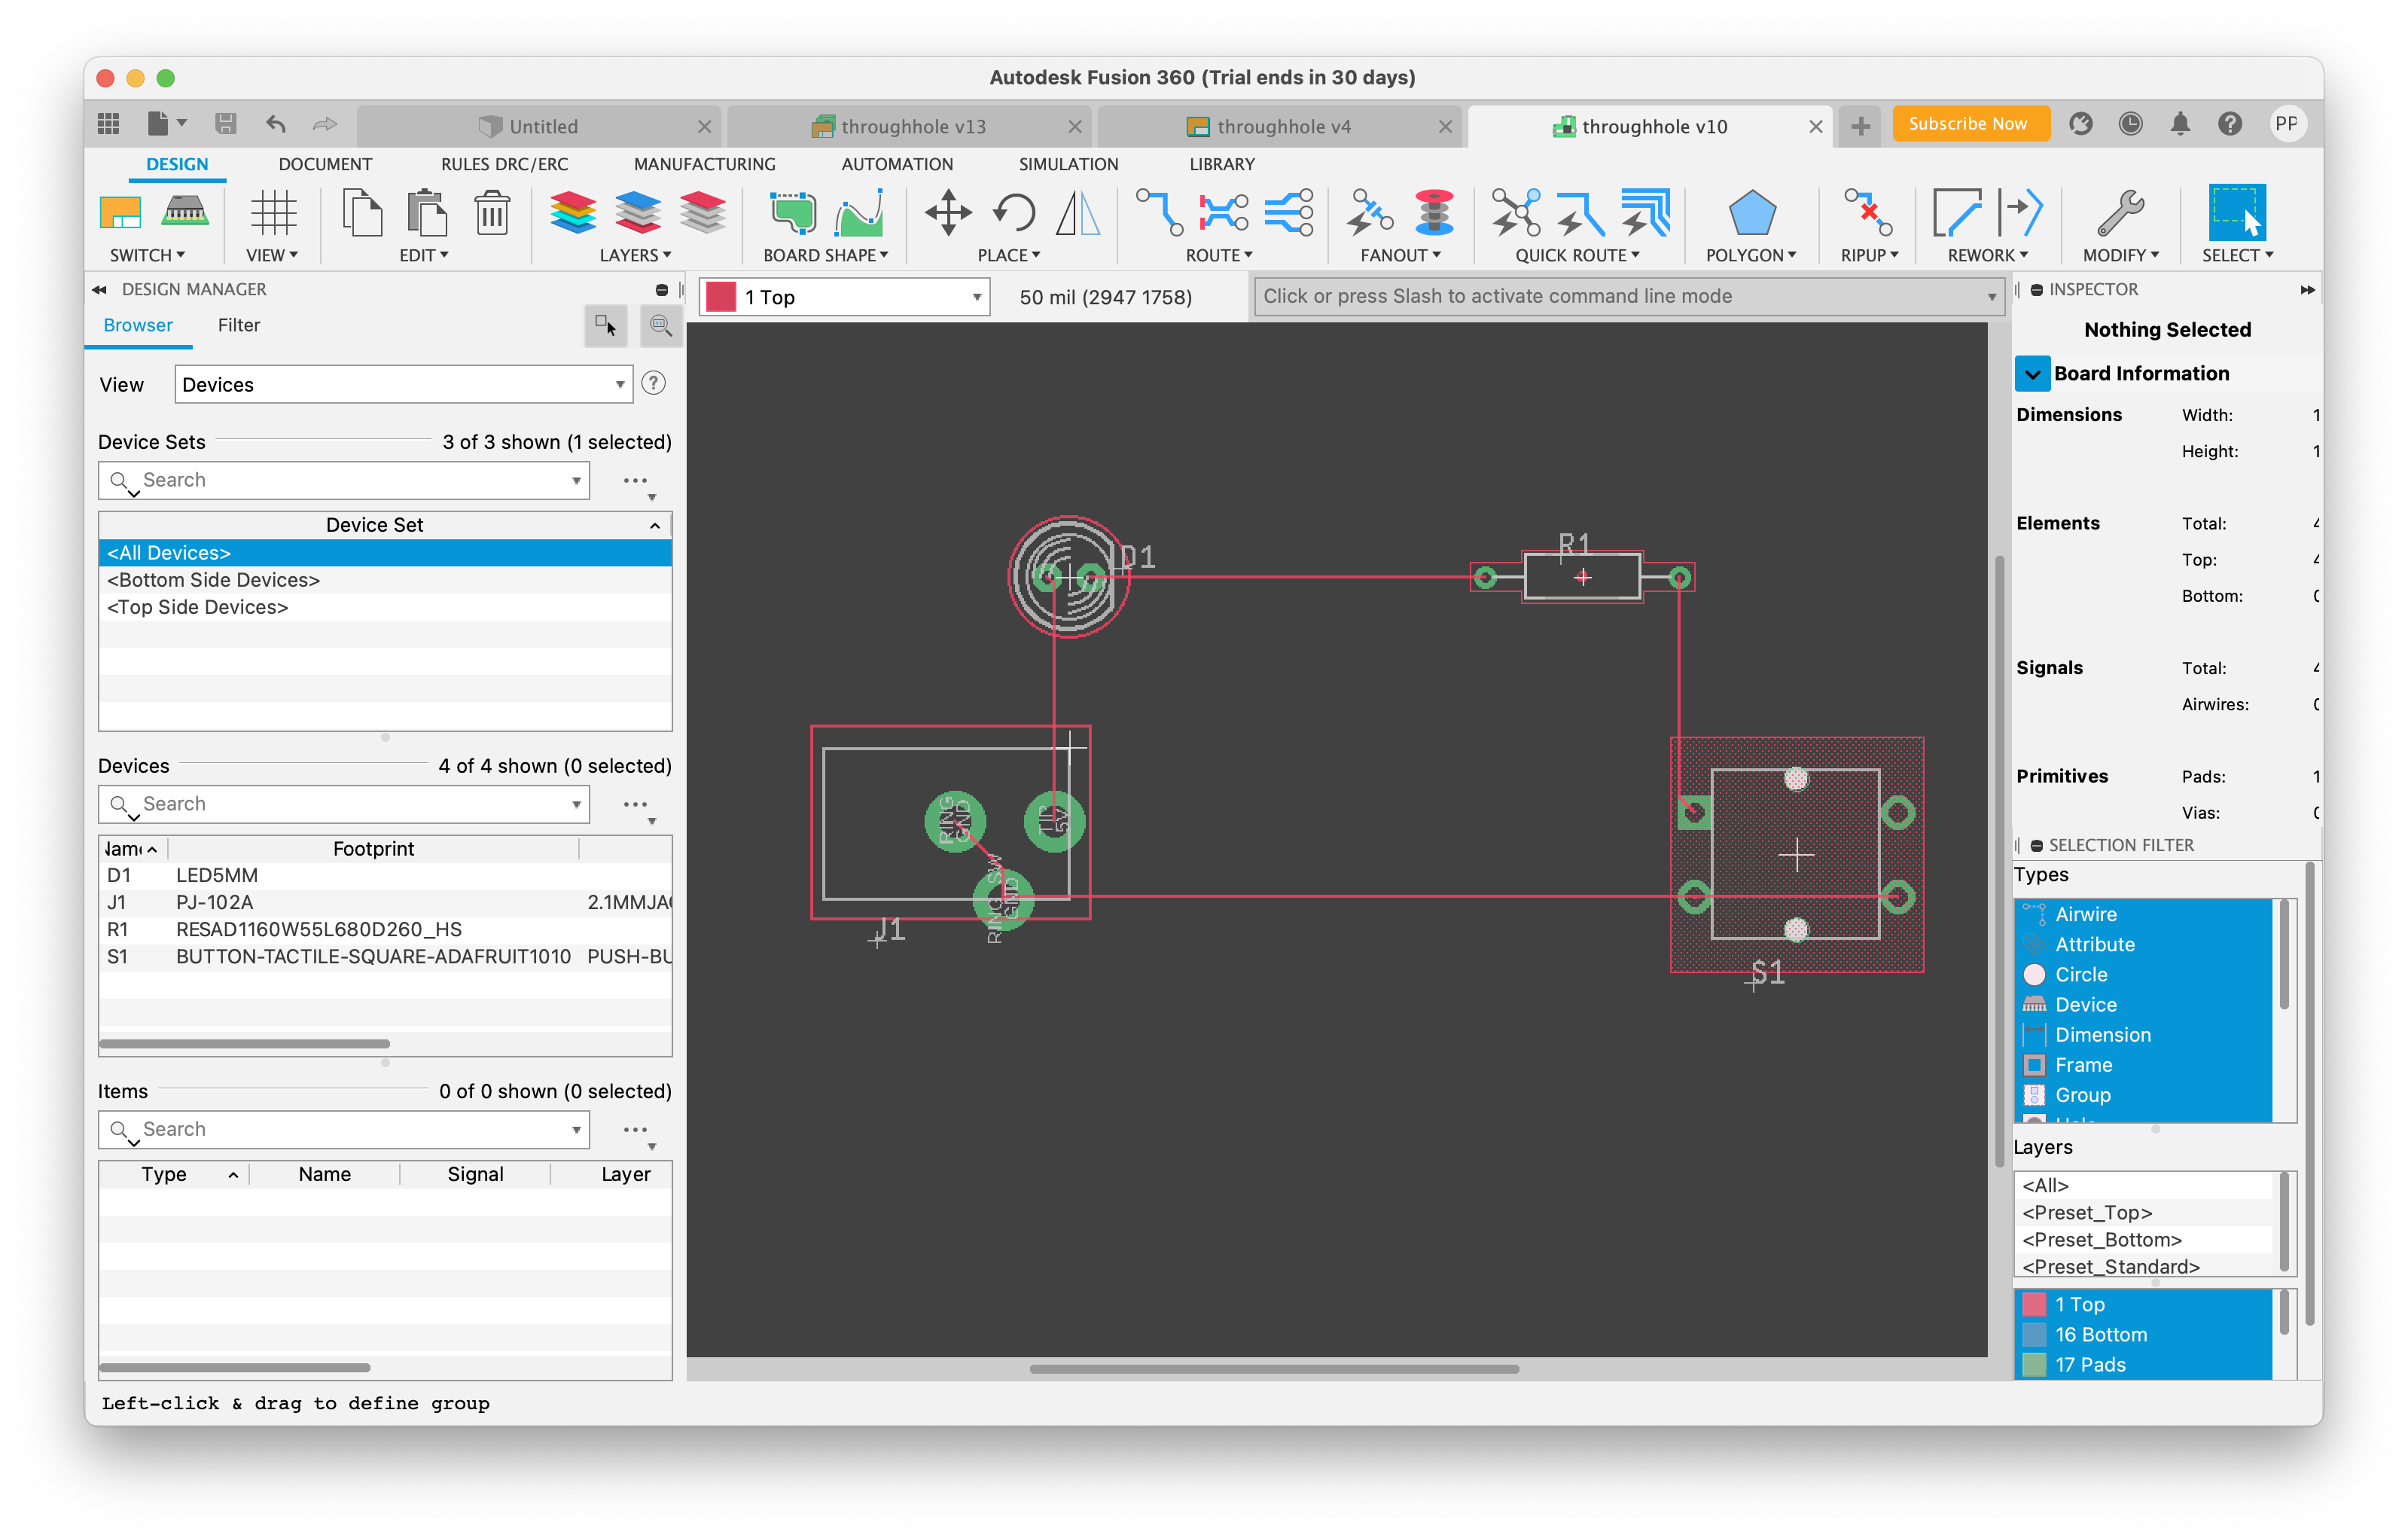 Autodesk Fusion 360 (Trial ends in 30 days)
Untitled
throughhole v13
throughhole v4
throughhole v10
Subscribe Now
PP
DESIGN
DOCUMENT
RULES DRC/ERC
MANUFACTURING
AUTOMATION
SIMULATION
LIBRARY
SWITCH
VIEW
EDIT
LAYERS
BOARD SHAPE
PLACE
ROUTE
FANOUT
QUICK ROUTE
POLYGON
RIPUP
REWORK
MODIFY
SELECT
DESIGN MANAGER
Browser
Filter
View
Devices
Device Sets
3 of 3 shown (1 selected)
Search
Device Set
<All Devices>
<Bottom Side Devices>
<Top Side Devices>
Devices
4 of 4 shown (0 selected)
Search
Footprint
D1 LED5MM
J1 PJ-102A 2.1MMJA
R1 RESAD1160W55L680D260_HS
S1 BUTTON-TACTILE-SQUARE-ADAFRUIT1010 PUSH-BU
Items
0 of 0 shown (0 selected)
Search
Type Name Signal Layer
Left-click & drag to define group
1 Top
50 mil (2947 1758)
Click or press Slash to activate command line mode
D1
R1
RING
GND
TIP
5V
RING SW
GND
J1
S1
INSPECTOR
Nothing Selected
Board Information
Dimensions Width: 1
Height: 1
Elements Total: 4
Top: 4
Bottom: 0
Signals Total: 4
Airwires: 0
Primitives Pads: 1
Vias: 0
SELECTION FILTER
Types
Airwire
Attribute
Circle
Device
Dimension
Frame
Group
Layers
<All>
<Preset_Top>
<Preset_Bottom>
<Preset_Standard>
1 Top
16 Bottom
17 Pads